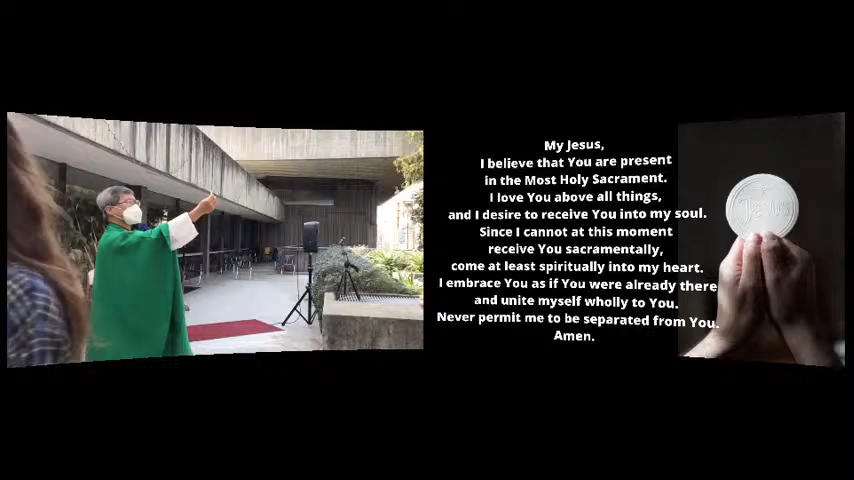 My Jesus,
I believe that You are present
in the Most Holy Sacrament.
I love You above all things,
and I desire to receive You into my soul.
Since I cannot at this moment
receive You sacramentally,
come at least spiritually into my heart.
I embrace You as if You were already there
and unite myself wholly to You.
Never permit me to be separated from You.
Amen.